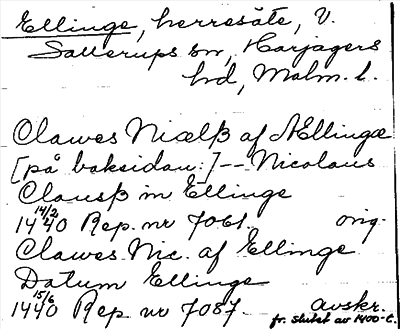 Ellinge, herresäte, V.
Sallerups sn, Harjagers
hd, Malm. l.
Clawes Niælß af Ællingæ
[på baksidan:] -- Nicolaus
Clausß in Ellinge
14/2
1440 Rep. nr 7061. orig.
Clawes Nic. af Ellinge
Datum Ellinge
15/6
1440 Rep nr 7087. avskr.
fr. slutet av 1400-t.